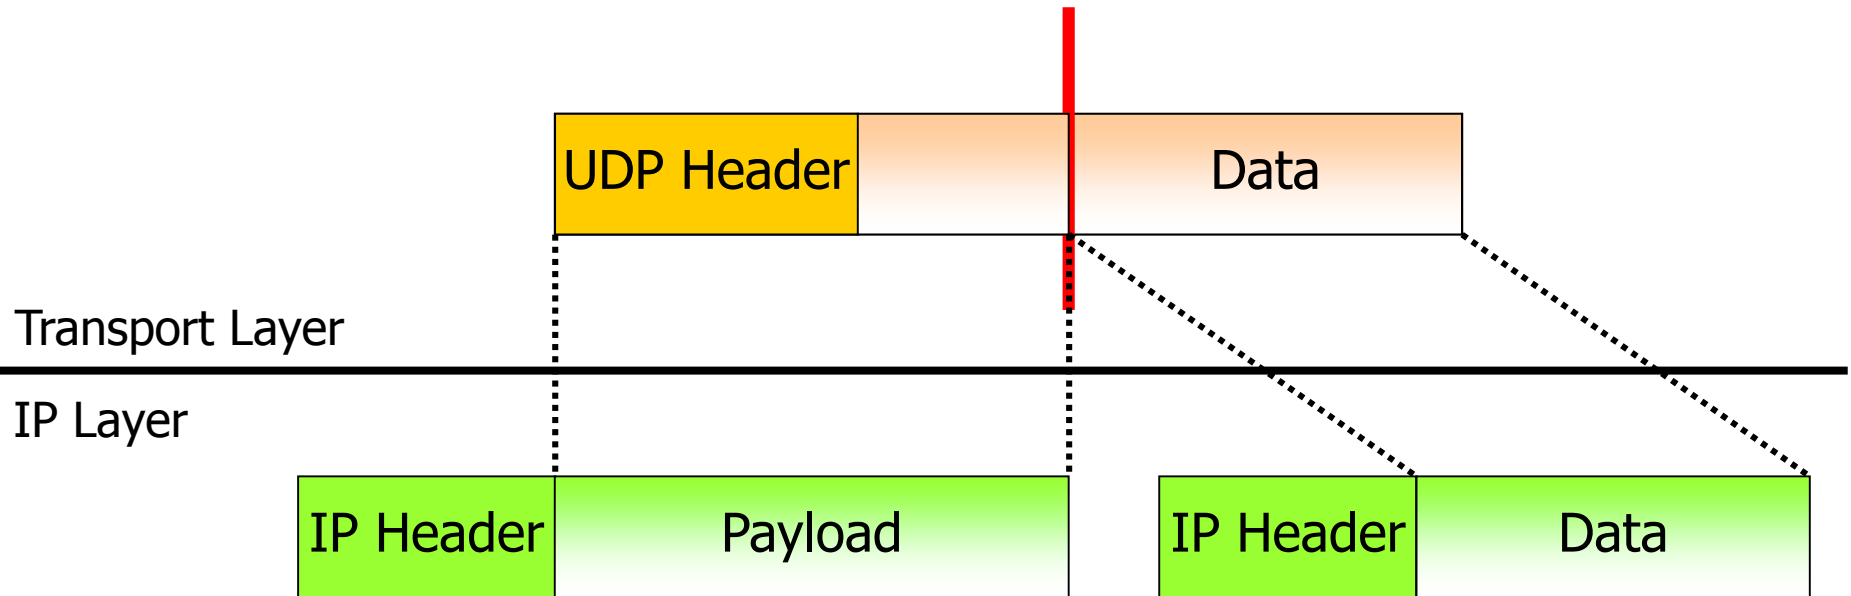 UDP Header
Data
Transport Layer
IP Layer
IP Header
Payload
IP Header
Data